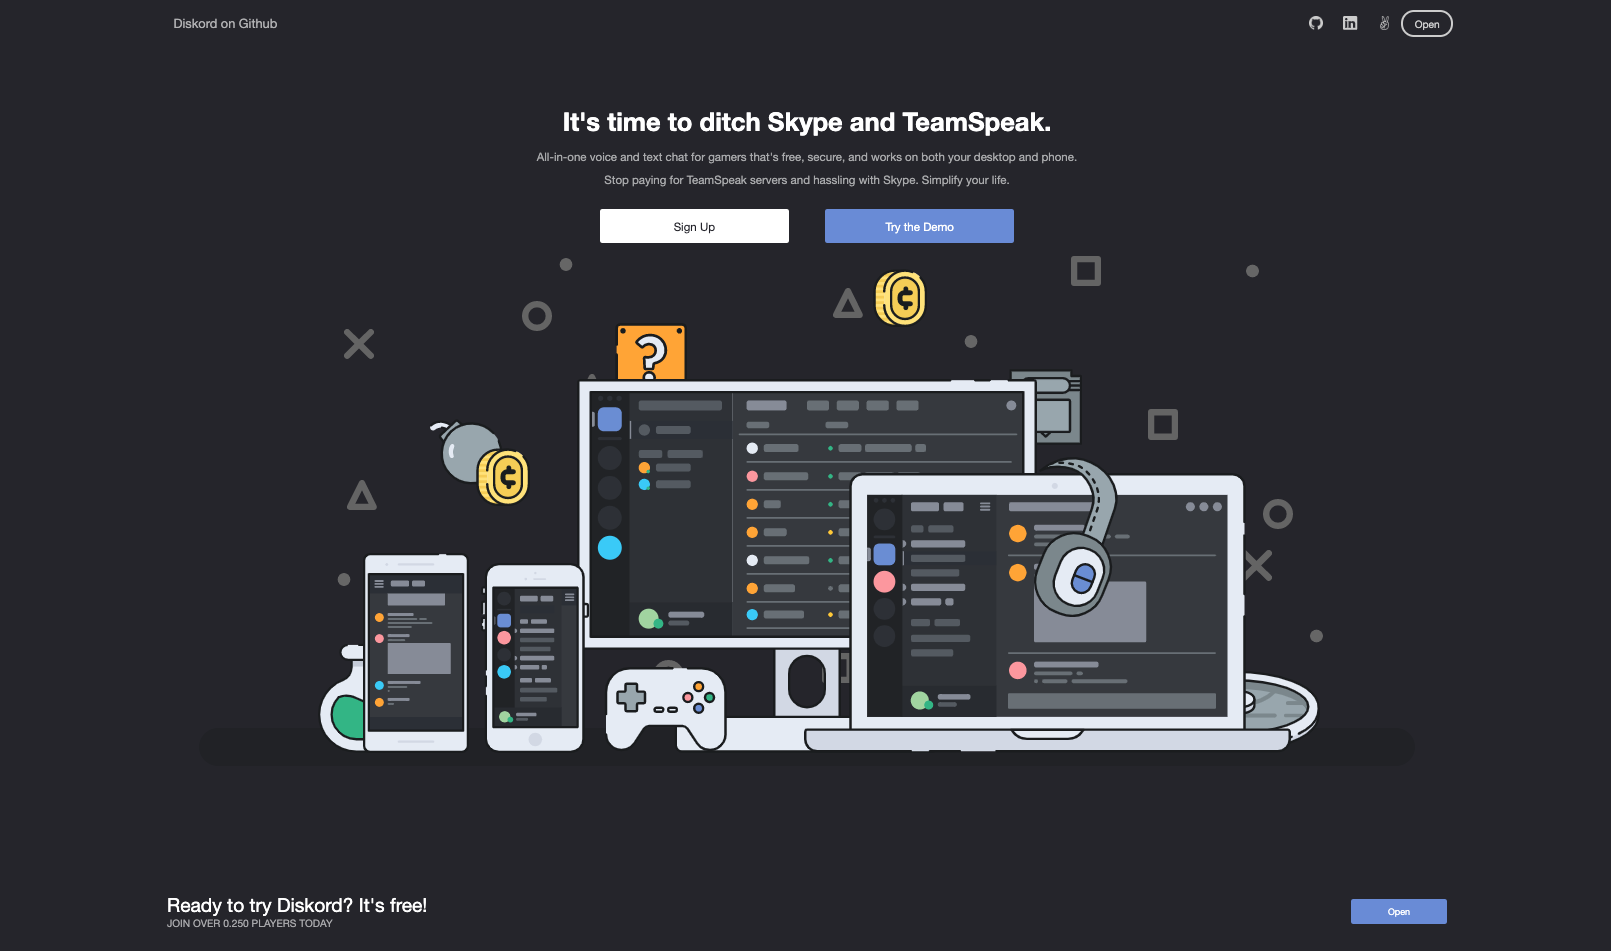 Diskord on Github
Open
It's time to ditch Skype and TeamSpeak.
All-in-one voice and text chat for gamers that's free, secure, and works on both your desktop and phone.
Stop paying for TeamSpeak servers and hassling with Skype. Simplify your life.
Sign Up
Try the Demo
?
Ready to try Diskord? It's free!
JOIN OVER 0.250 PLAYERS TODAY
Open